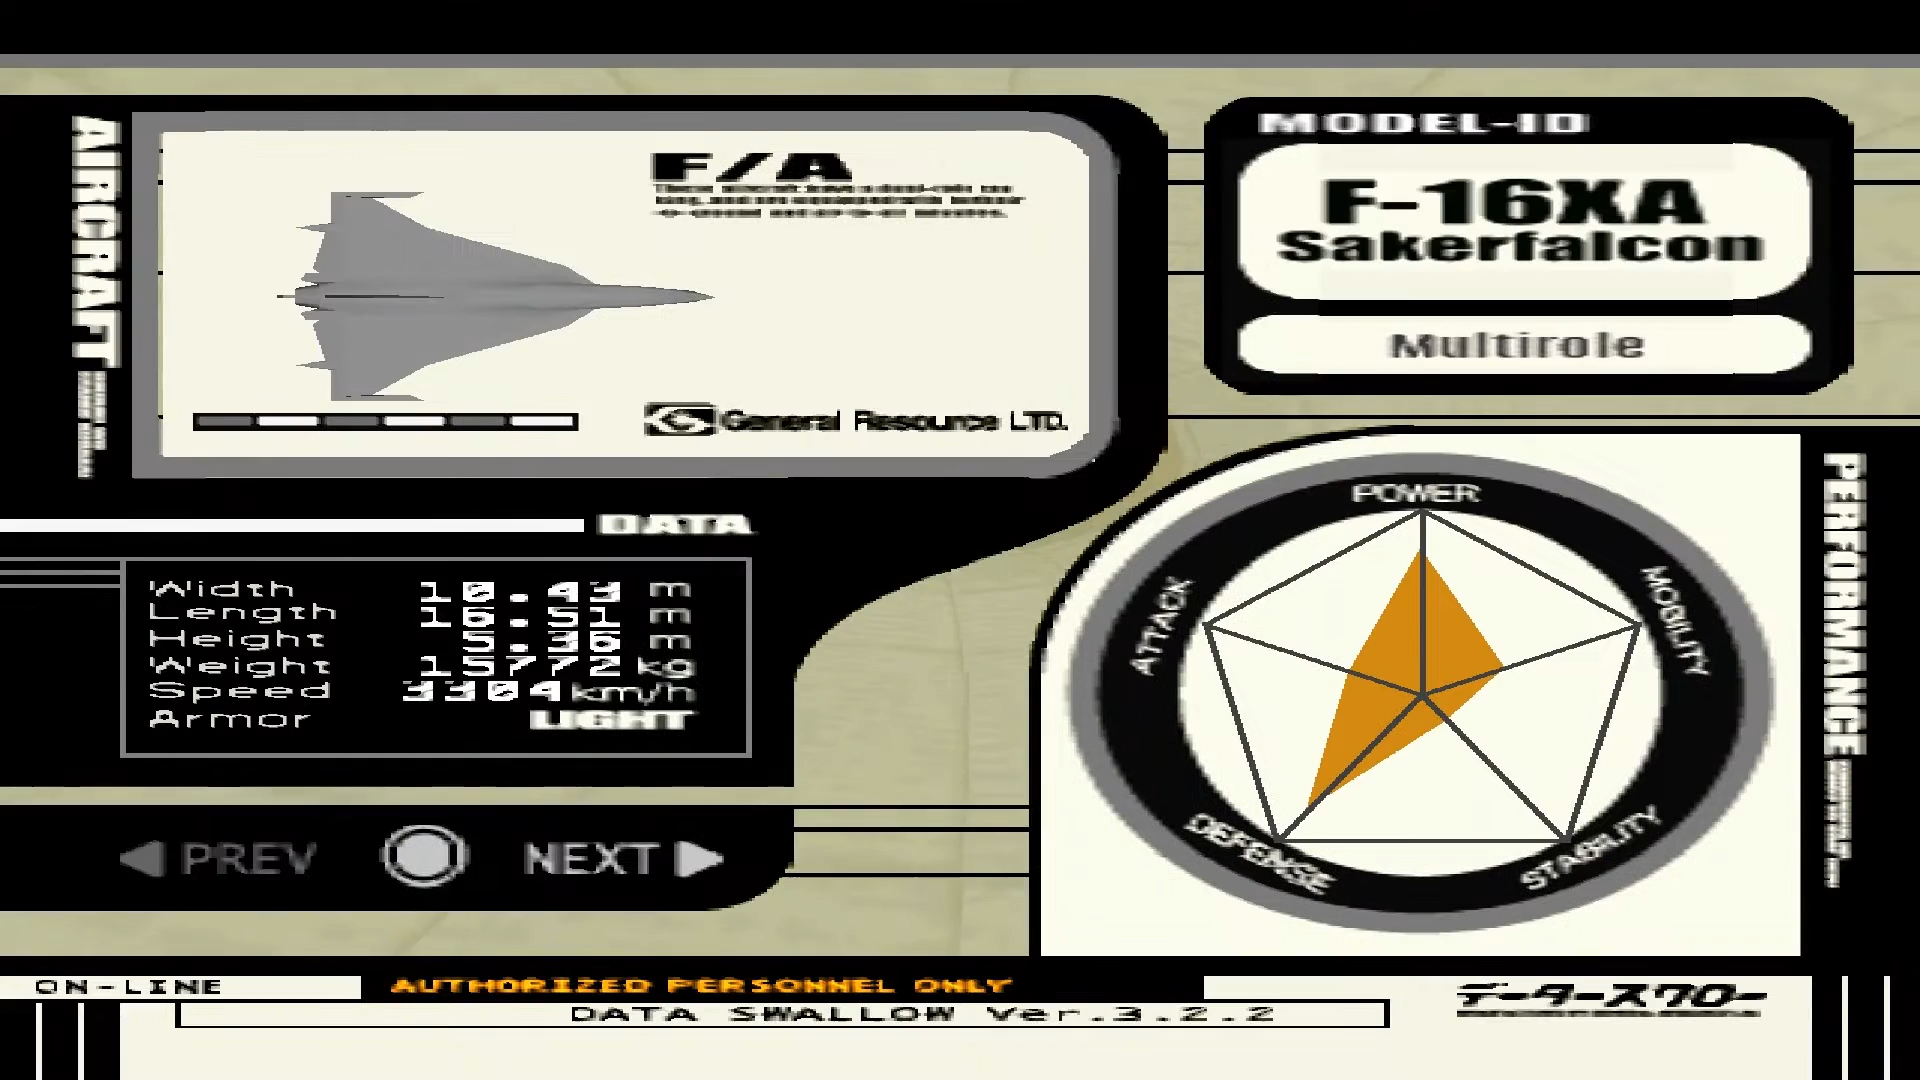 AIRCRAFT
F/A
General Resource LTD.
MODEL-ID
F-16XA
Sakerfalcon
Multirole
DATA
Width 10.43 m
Length 16.51 m
Height 5.36 m
Weight 15772 kg
Speed 3304 km/h
Armor LIGHT
PREV NEXT
PERFORMANCE
POWER
MOBILITY
STABILITY
DEFENSE
ATTACK
ON-LINE
AUTHORIZED PERSONNEL ONLY
DATA SWALLOW Ver.3.2.2
データースワロー